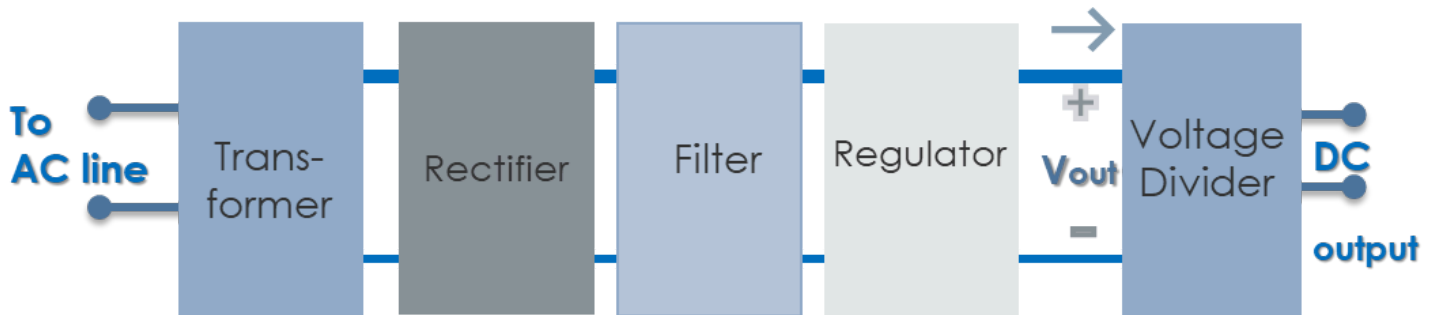 To
AC line
Trans-
former
Rectifier
Filter
Regulator
+
Vout
-
Voltage
Divider
DC
output